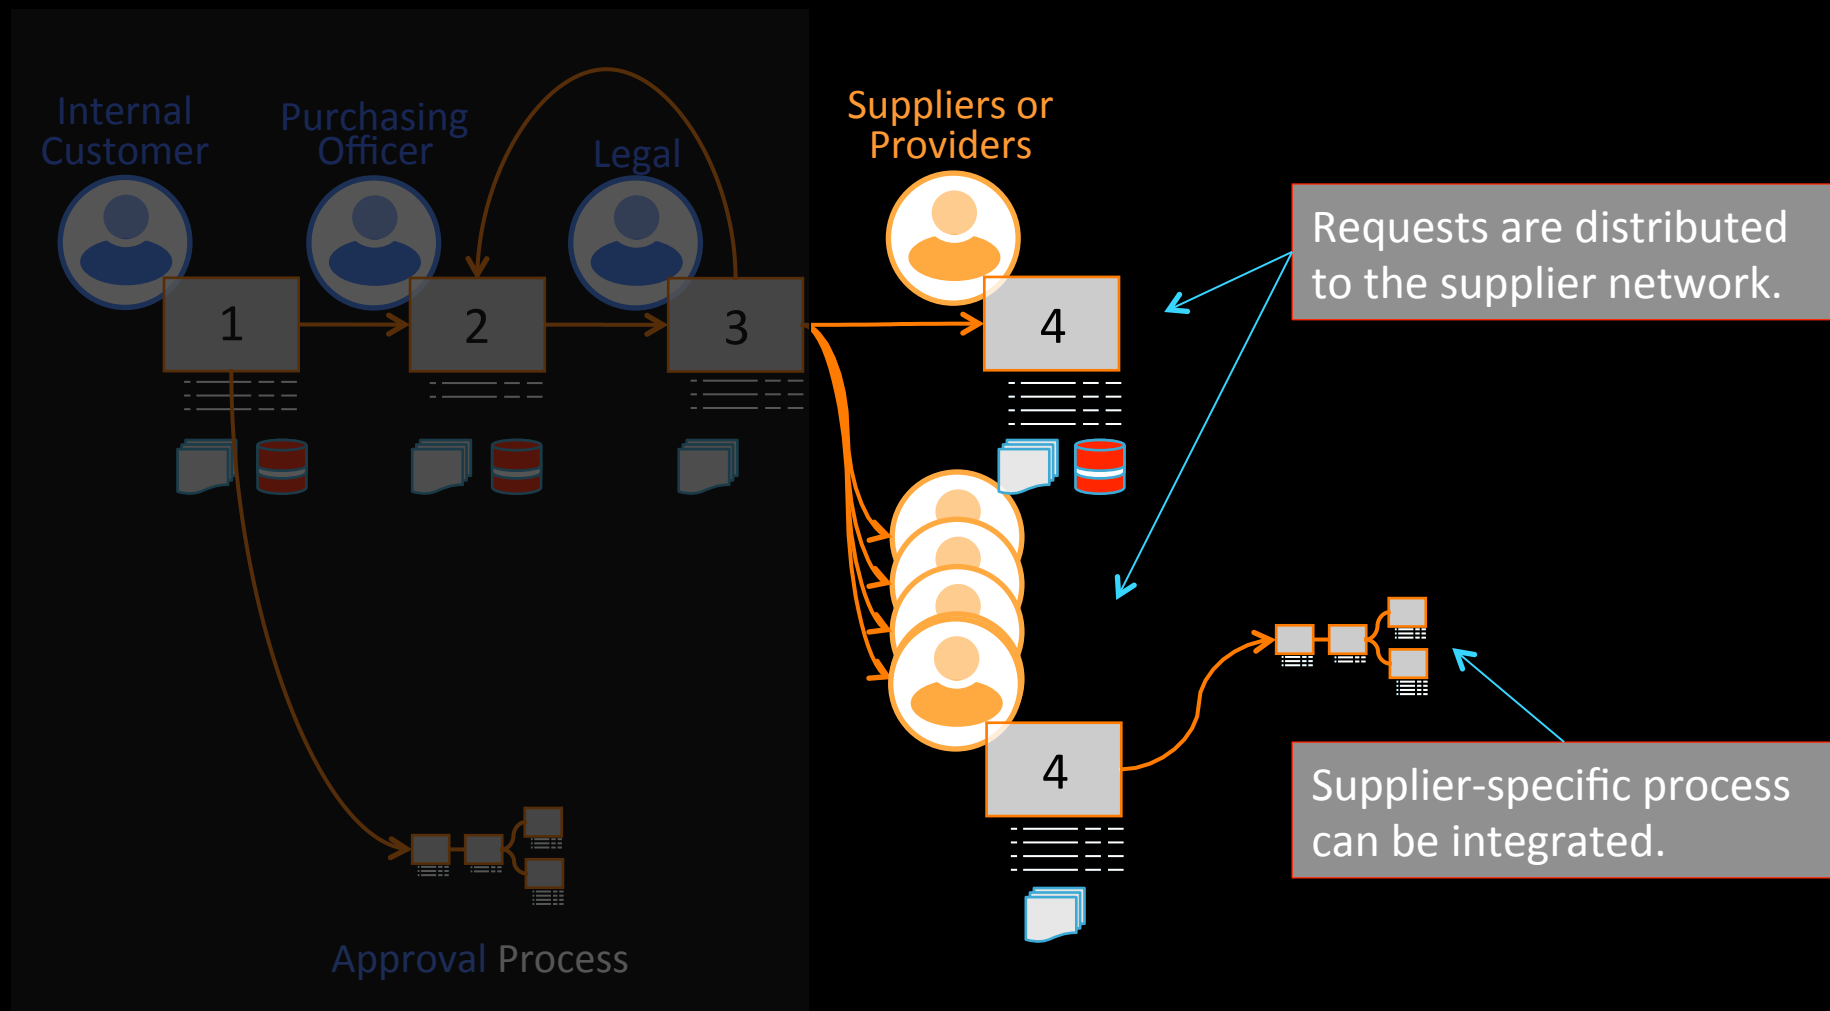 Internal
Customer
Purchasing
Officer
Legal
Suppliers or
Providers
Requests are distributed
to the supplier network.
1
2
3
4
4
Supplier-specific process
can be integrated.
Approval Process